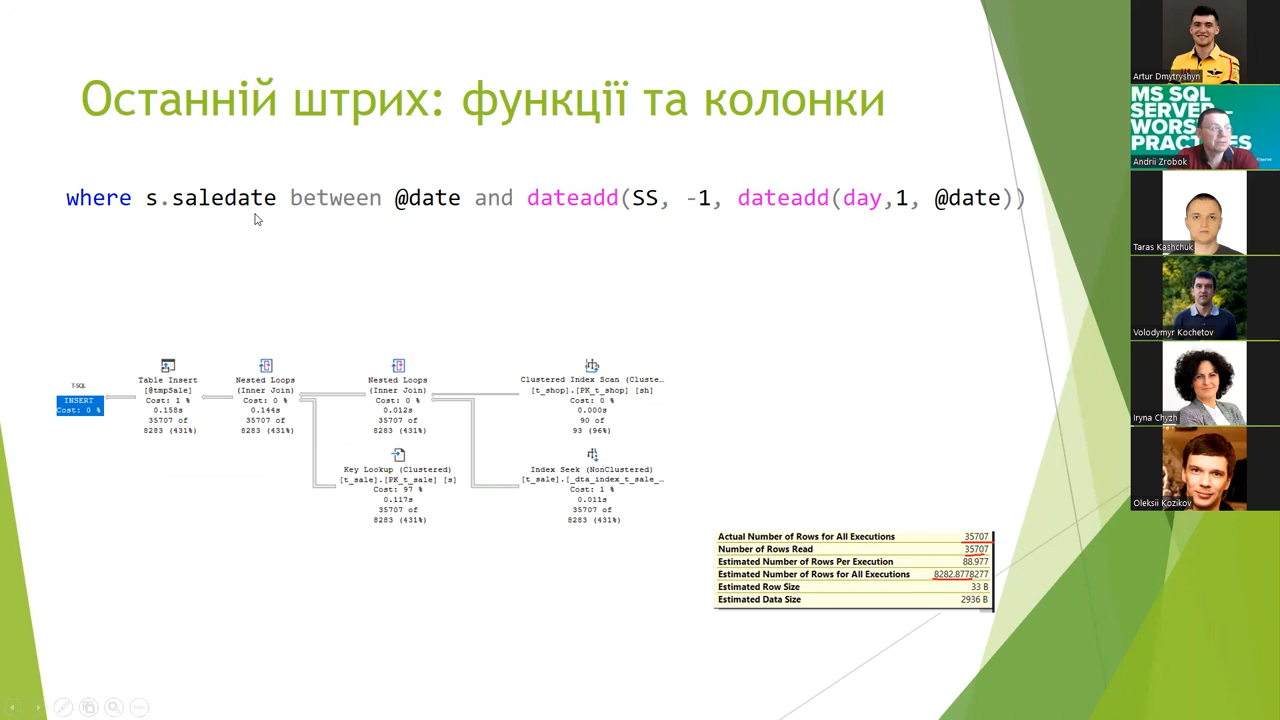 Останній штрих: функції та колонки
where s.saledate between @date and dateadd(SS, -1, dateadd(day,1, @date))
T-SQL
INSERT
Cost: 0 %
Table Insert
[@tmpSale]
Cost: 1 %
0.158s
35707 of
8283 (431%)
Nested Loops
(Inner Join)
Cost: 0 %
0.144s
35707 of
8283 (431%)
Nested Loops
(Inner Join)
Cost: 0 %
0.012s
35707 of
8283 (431%)
Clustered Index Scan (Cluste…
[t_shop].[PK_t_shop] [sh]
Cost: 0 %
0.000s
90 of
93 (96%)
Key Lookup (Clustered)
[t_sale].[PK_t_sale] [s]
Cost: 97 %
0.117s
35707 of
8283 (431%)
Index Seek (NonClustered)
[t_sale].[_dta_index_t_sale_…
Cost: 1 %
0.011s
35707 of
8283 (431%)
Actual Number of Rows for All Executions 35707
Number of Rows Read 35707
Estimated Number of Rows Per Execution 88.977
Estimated Number of Rows for All Executions 8282.8778277
Estimated Row Size 33 B
Estimated Data Size 2936 B
Artur Dmytryshyn
MS SQL
SERVER –
WORST
PRACTICES
Andrii Zrobok
Taras Kashchuk
Volodymyr Kochetov
Iryna Chyzh
Oleksii Kozikov